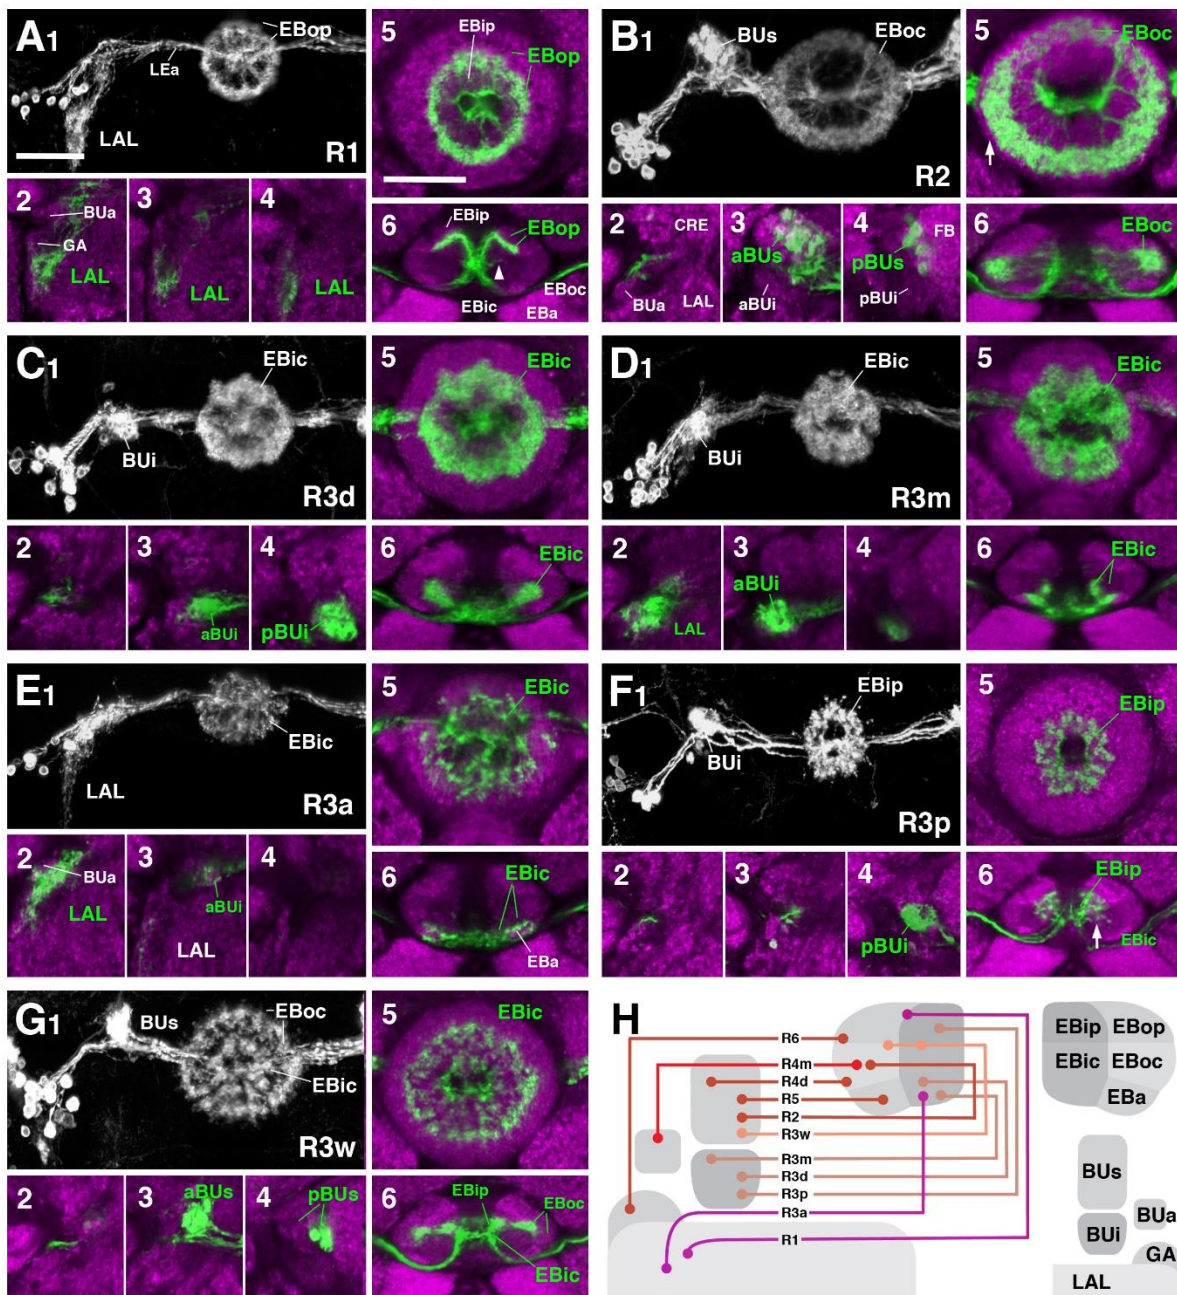 A1
EBop
LEa
LAL
R1
5
EBip
EBop
2
BUa
GA
LAL
3
LAL
4
LAL
6
EBip
EBop
EBoc
EBic
EBa
B1
BUs
EBoc
R2
5
EBoc
2
CRE
BUa
LAL
3
aBUs
aBUi
4
FB
pBUs
pBUi
6
EBoc
C1
EBic
BUi
R3d
5
EBic
2
3
aBUi
4
pBUi
6
EBic
D1
EBic
BUi
R3m
5
EBic
2
LAL
3
aBUi
4
6
EBic
E1
EBic
LAL
R3a
5
EBic
2
BUa
LAL
3
aBUi
LAL
4
6
EBic
EBa
F1
EBip
BUi
R3p
5
EBip
2
3
4
pBUi
6
EBip
EBic
G1
BUs
EBoc
EBic
R3w
5
EBic
2
3
aBUs
4
pBUs
6
EBip
EBoc
EBic
H
R6
R4m
R4d
R5
R2
R3w
R3m
R3d
R3p
R3a
R1
EBip EBop
EBic EBoc
EBa
BUs
BUa
BUi
GA
LAL